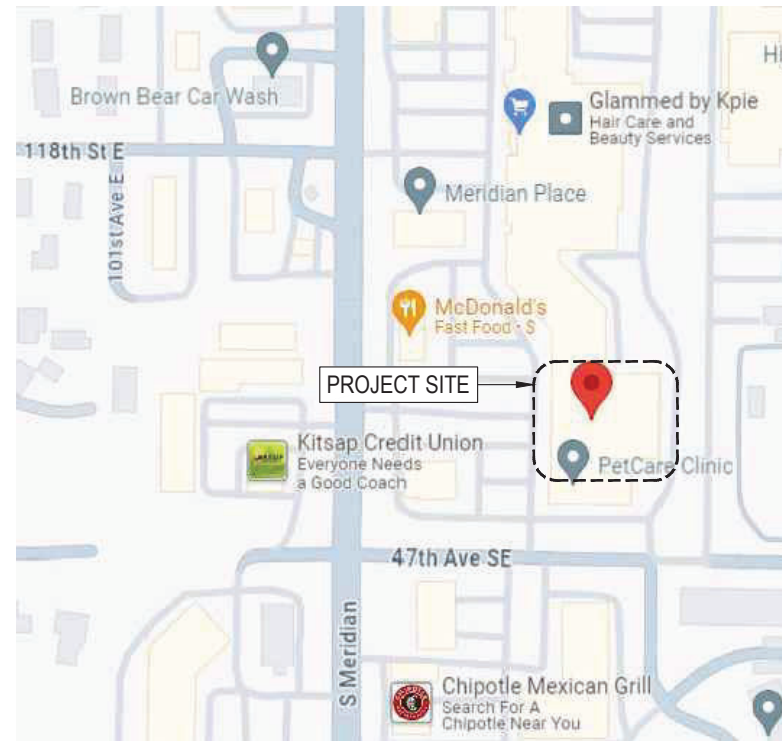 Hi
Brown Bear Car Wash
Glammed by Kpie
Hair Care and
Beauty Services
118th St E
Meridian Place
101st Ave E
McDonald's
Fast Food · $
PROJECT SITE
Kitsap Credit Union
Everyone Needs
a Good Coach
PetCare Clinic
47th Ave SE
S Meridian
Chipotle Mexican Grill
Search For A
Chipotle Near You